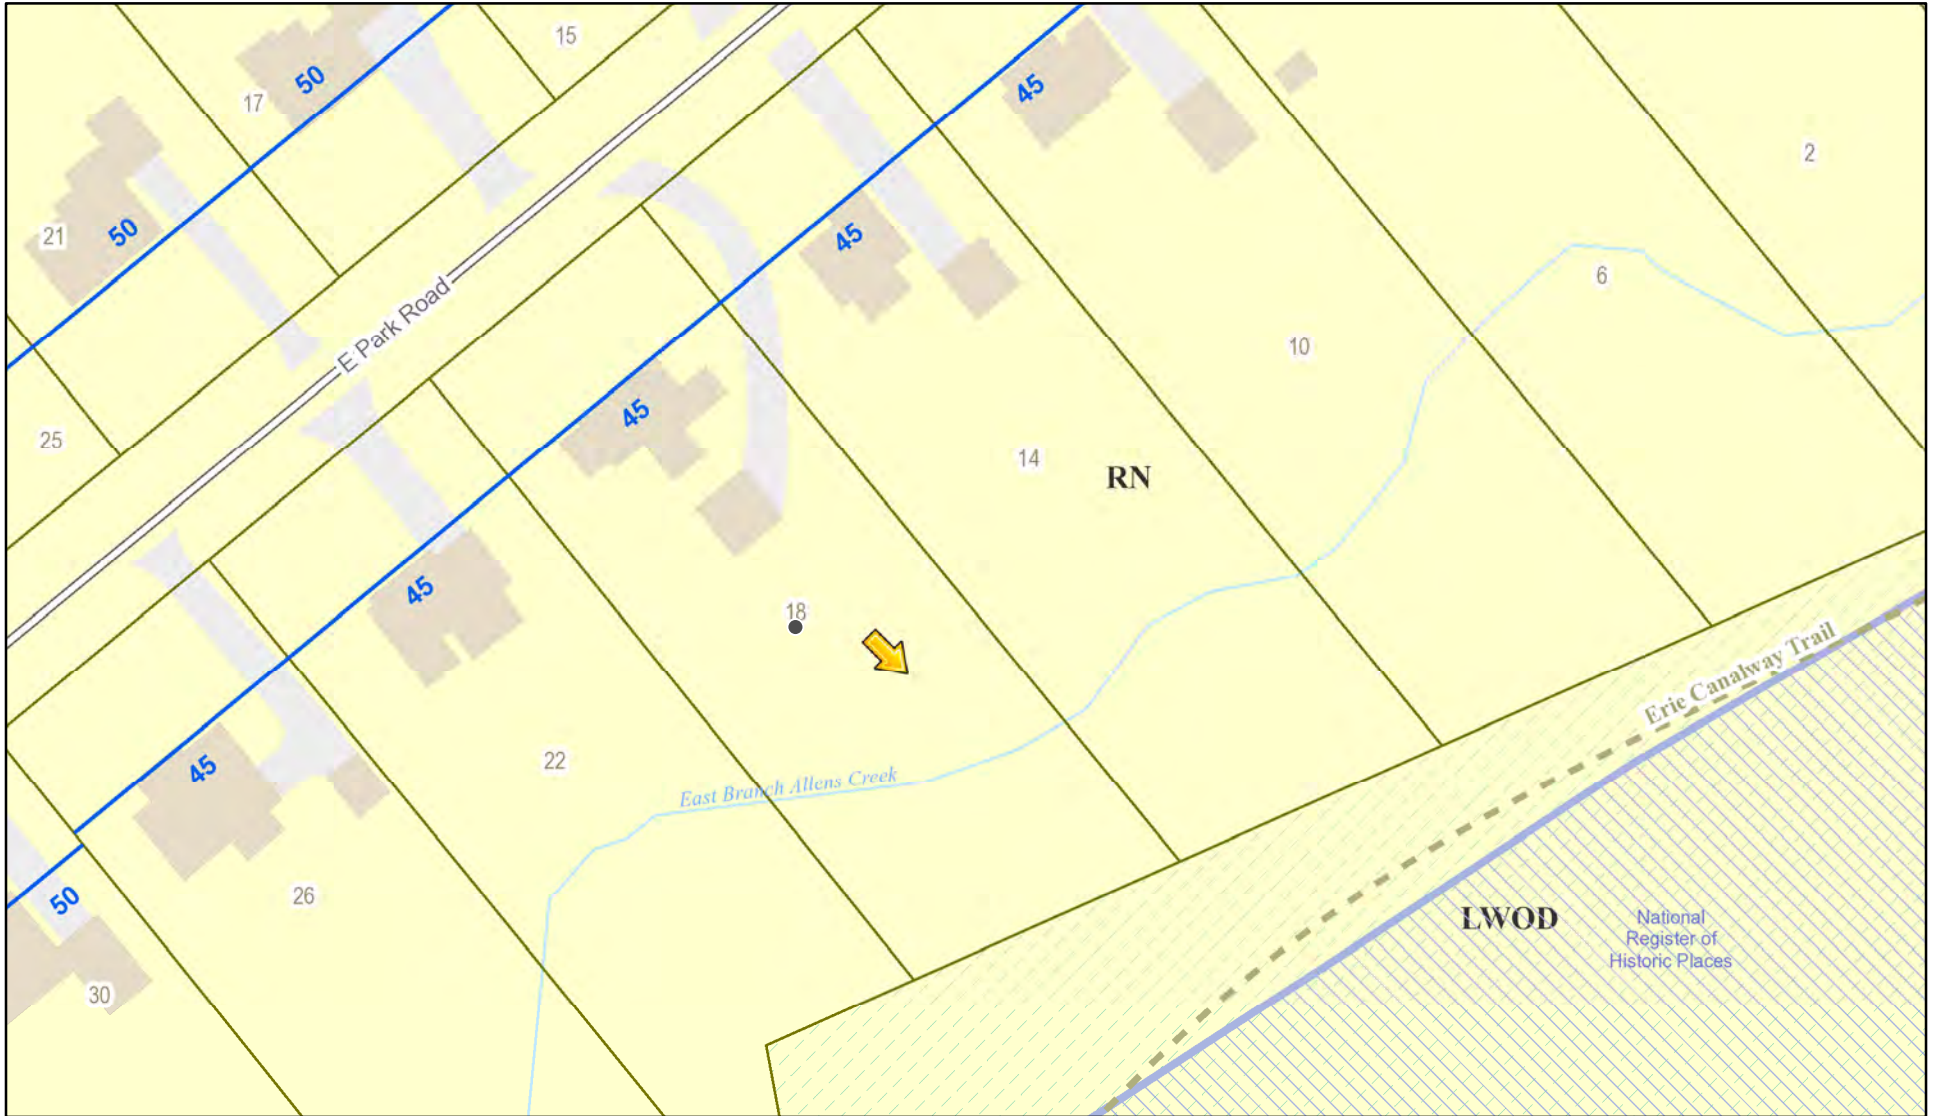 15
50
17
45
2
21
50
45
6
E Park Road
10
45
25
14
RN
45
18
Erie Canalway Trail
22
45
East Branch Allens Creek
26
50
LWOD
National
Register of
Historic Places
30